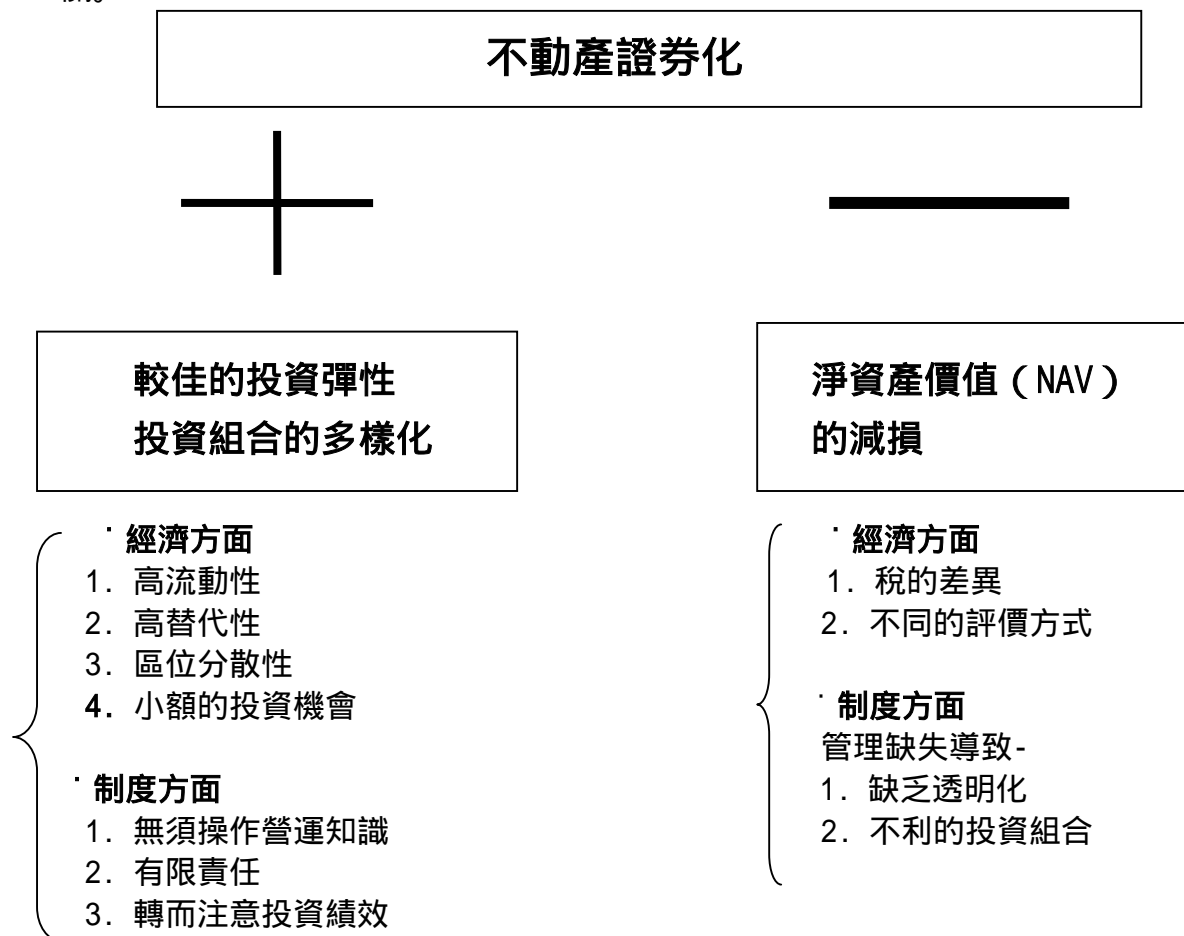 不動產證券化
較佳的投資彈性
投資組合的多樣化
˙經濟方面
1. 高流動性
2. 高替代性
3. 區位分散性
4. 小額的投資機會
˙制度方面
1. 無須操作營運知識
2. 有限責任
3. 轉而注意投資績效
淨資產價值（NAV）
的減損
˙經濟方面
1. 稅的差異
2. 不同的評價方式
˙制度方面
管理缺失導致-
1. 缺乏透明化
2. 不利的投資組合